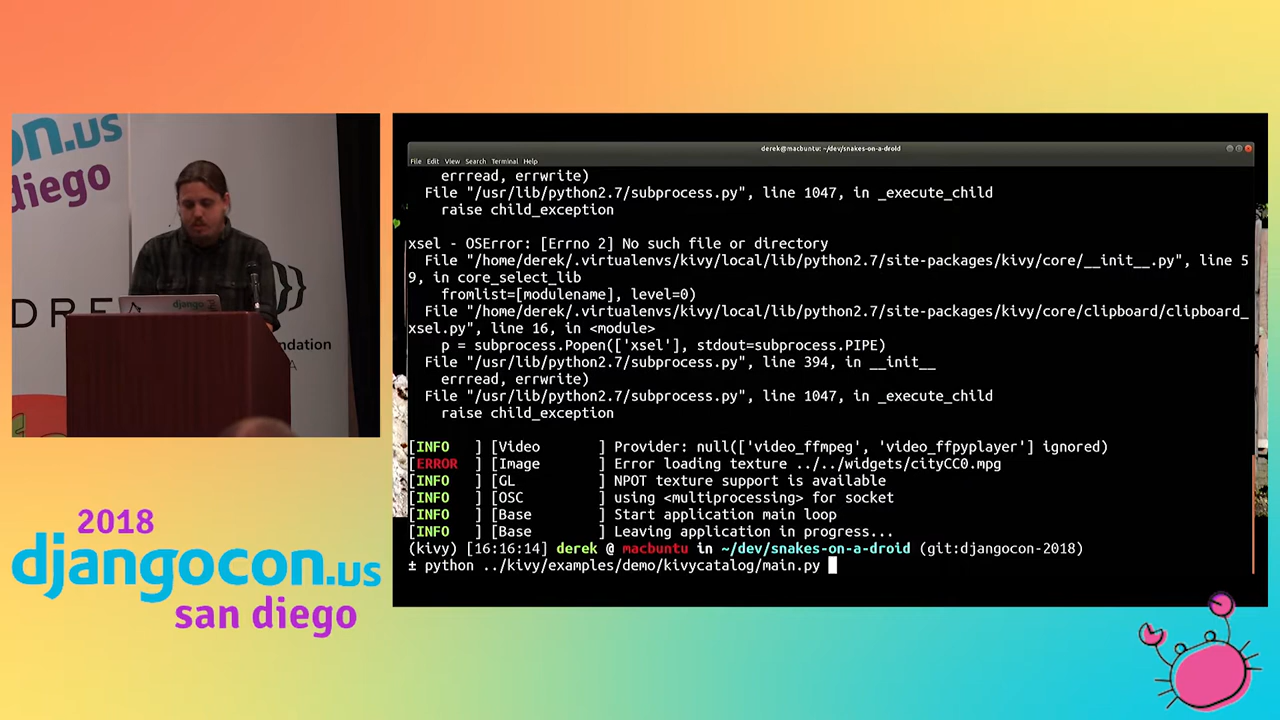 on.us
diego
DRE
django
undation
A
2018
djangocon.us
san diego
derek@macbuntu: ~/dev/snakes-on-a-droid
File Edit View Search Terminal Help
errread, errwrite)
File "/usr/lib/python2.7/subprocess.py", line 1047, in _execute_child
raise child_exception
xsel - OSError: [Errno 2] No such file or directory
File "/home/derek/.virtualenvs/kivy/local/lib/python2.7/site-packages/kivy/core/__init__.py", line 5
9, in core_select_lib
fromlist=[modulename], level=0)
File "/home/derek/.virtualenvs/kivy/local/lib/python2.7/site-packages/kivy/core/clipboard/clipboard_
xsel.py", line 16, in <module>
p = subprocess.Popen(['xsel'], stdout=subprocess.PIPE)
File "/usr/lib/python2.7/subprocess.py", line 394, in __init__
errread, errwrite)
File "/usr/lib/python2.7/subprocess.py", line 1047, in _execute_child
raise child_exception
[INFO   ] [Video       ] Provider: null(['video_ffmpeg', 'video_ffpyplayer'] ignored)
[ERROR  ] [Image       ] Error loading texture ../../widgets/cityCC0.mpg
[INFO   ] [GL          ] NPOT texture support is available
[INFO   ] [OSC         ] using <multiprocessing> for socket
[INFO   ] [Base        ] Start application main loop
[INFO   ] [Base        ] Leaving application in progress...
(kivy) [16:16:14] derek @ macbuntu in ~/dev/snakes-on-a-droid (git:djangocon-2018)
± python ../kivy/examples/demo/kivycatalog/main.py